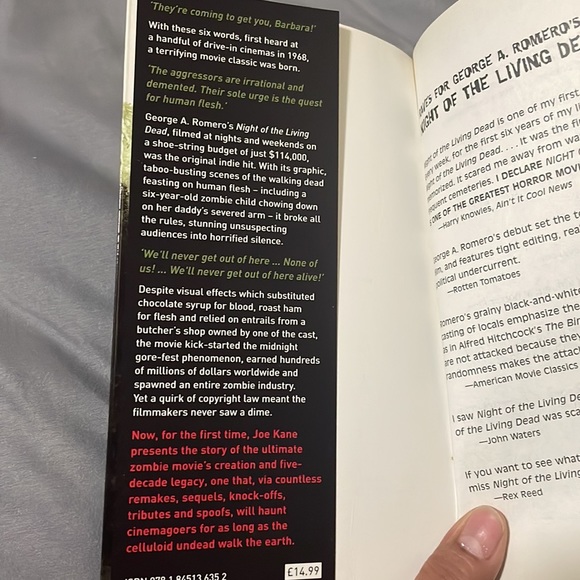 'They're coming to get you, Barbara!'
With these six words, first heard at
a handful of drive-in cinemas in 1968,
a terrifying movie classic was born.
'The aggressors are irrational and
demented. Their sole urge is the quest
for human flesh.'
George A. Romero's Night of the Living
Dead, filmed at nights and weekends on
a shoe-string budget of just $114,000,
was the original indie hit. With its graphic,
taboo-busting scenes of the walking dead
feasting on human flesh – including a
six-year-old zombie child chowing down
on her daddy's severed arm – it broke all
the rules, stunning unsuspecting
audiences into horrified silence.
'We'll never get out of here ... None of
us! ... We'll never get out of here alive!'
Despite visual effects which substituted
chocolate syrup for blood, roast ham
for flesh and relied on entrails from a
butcher's shop owned by one of the cast,
the movie kick-started the midnight
gore-fest phenomenon, earned hundreds
of millions of dollars worldwide and
spawned an entire zombie industry.
Yet a quirk of copyright law meant the
filmmakers never saw a dime.
Now, for the first time, Joe Kane
presents the story of the ultimate
zombie movie's creation and five-
decade legacy, one that, via countless
remakes, sequels, knock-offs,
tributes and spoofs, will haunt
cinemagoers for as long as the
celluloid undead walk the earth.
ISBN 978 1 84513 635 2
£14.99
FOR GEORGE A. ROMERO'S
NIGHT OF THE LIVING
of the Living Dead is one of my first
week, for the first six years of my
of the Living Dead. . . . It was the
It scared me away from
cemeteries. I DECLARE NIGHT
ONE OF THE GREATEST HORROR
—Harry Knowles, Ain't It Cool News
George A. Romero's debut set the
and features tight editing,
political undercurrent.
—Rotten Tomatoes
Romero's grainy black-and-white
casting of locals emphasize the
as in Alfred Hitchcock's The
are not attacked because they
randomness makes the
—American Movie Classics
I saw Night of the Living
of the Living Dead was
—John Waters
If you want to see what
miss Night of the Living
—Rex Reed